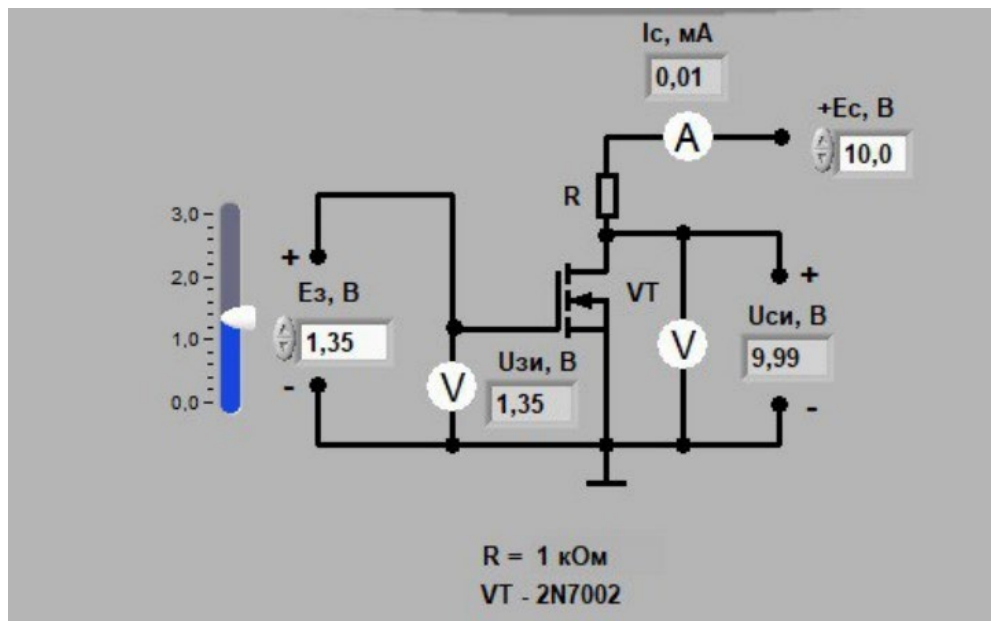 Iс, мА
0,01
+Eс, В
10,0
R
3,0
2,0
1,0
0,0
+
Eз, В
1,35
-
VT
A
V
Uзи, В
1,35
V
+
Uси, В
9,99
-
R = 1 кОм
VT - 2N7002